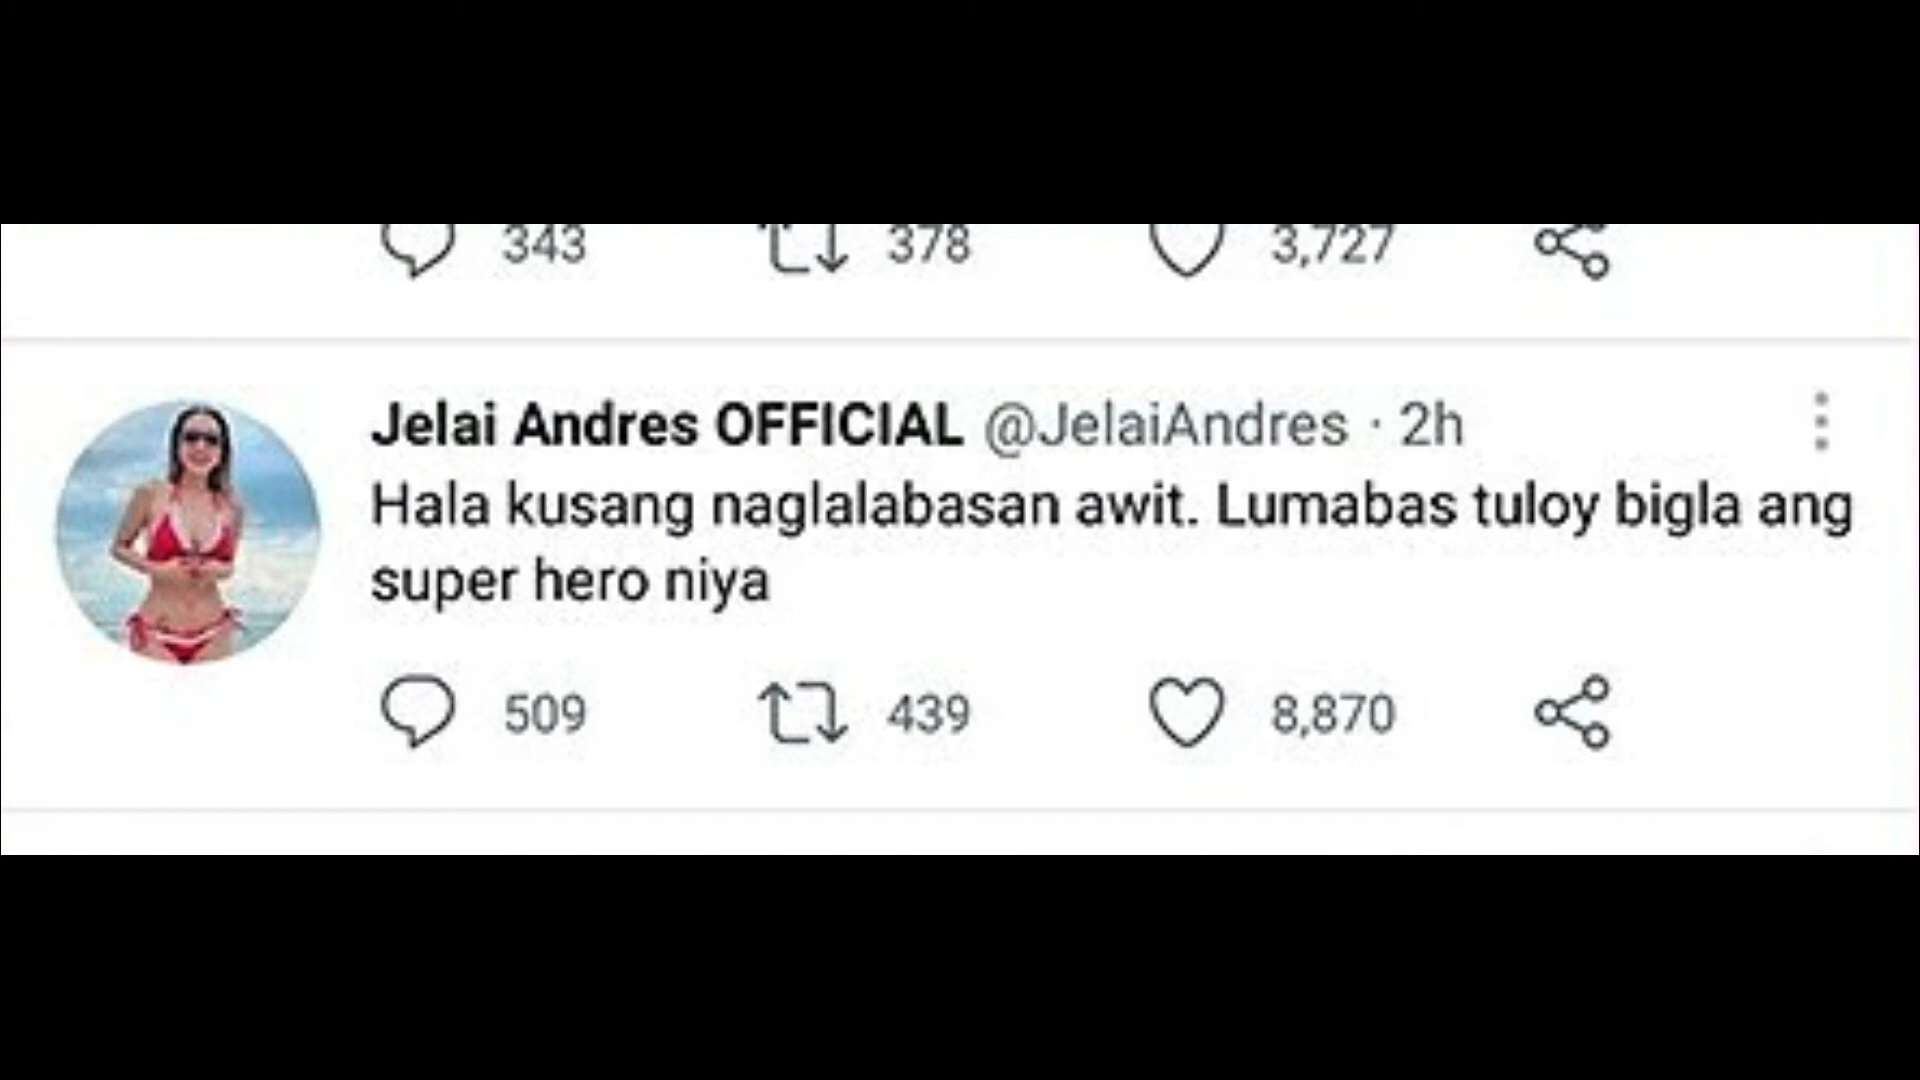 343 378 3,727
Jelai Andres OFFICIAL @JelaiAndres · 2h
Hala kusang naglalabasan awit. Lumabas tuloy bigla ang
super hero niya
509 439 8,870